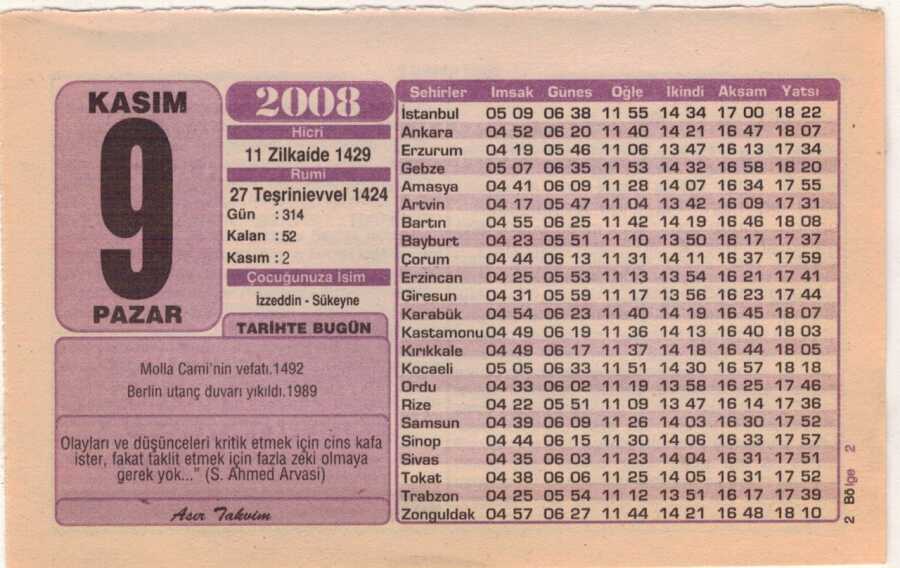 KASIM
9
PAZAR
2008
Hicri
11 Zilkaide 1429
Rumi
27 Teşrinievvel 1424
Gün : 314
Kalan : 52
Kasım : 2
Çocuğunuza İsim
İzzeddin - Sükeyne
TARİHTE BUGÜN
Molla Cami'nin vefatı.1492
Berlin utanç duvarı yıkıldı.1989
Olayları ve düşünceleri kritik etmek için cins kafa
ister, fakat taklit etmek için fazla zeki olmaya
gerek yok..." (S. Ahmed Arvasi)
Asır Takvim
Şehirler İmsak Güneş Öğle İkindi Akşam Yatsı
İstanbul 05 09 06 38 11 55 14 34 17 00 18 22
Ankara 04 52 06 20 11 40 14 21 16 47 18 07
Erzurum 04 19 05 46 11 06 13 47 16 13 17 34
Gebze 05 07 06 35 11 53 14 32 16 58 18 20
Amasya 04 41 06 09 11 28 14 07 16 34 17 55
Artvin 04 17 05 47 11 04 13 42 16 09 17 31
Bartın 04 55 06 25 11 42 14 19 16 46 18 08
Bayburt 04 23 05 51 11 10 13 50 16 17 17 37
Çorum 04 44 06 13 11 31 14 11 16 37 17 59
Erzincan 04 25 05 53 11 13 13 54 16 21 17 41
Giresun 04 31 05 59 11 17 13 56 16 23 17 44
Karabük 04 54 06 23 11 40 14 19 16 45 18 07
Kastamonu 04 49 06 19 11 36 14 13 16 40 18 03
Kırıkkale 04 49 06 17 11 37 14 18 16 44 18 05
Kocaeli 05 05 06 33 11 51 14 30 16 57 18 18
Ordu 04 33 06 02 11 19 13 58 16 25 17 46
Rize 04 22 05 51 11 09 13 47 16 14 17 36
Samsun 04 39 06 09 11 26 14 03 16 30 17 52
Sinop 04 44 06 15 11 30 14 06 16 33 17 57
Sivas 04 35 06 03 11 23 14 04 16 31 17 51
Tokat 04 38 06 06 11 25 14 05 16 31 17 52
Trabzon 04 25 05 54 11 12 13 51 16 17 17 39
Zonguldak 04 57 06 27 11 44 14 21 16 48 18 10
2 Bölge 2